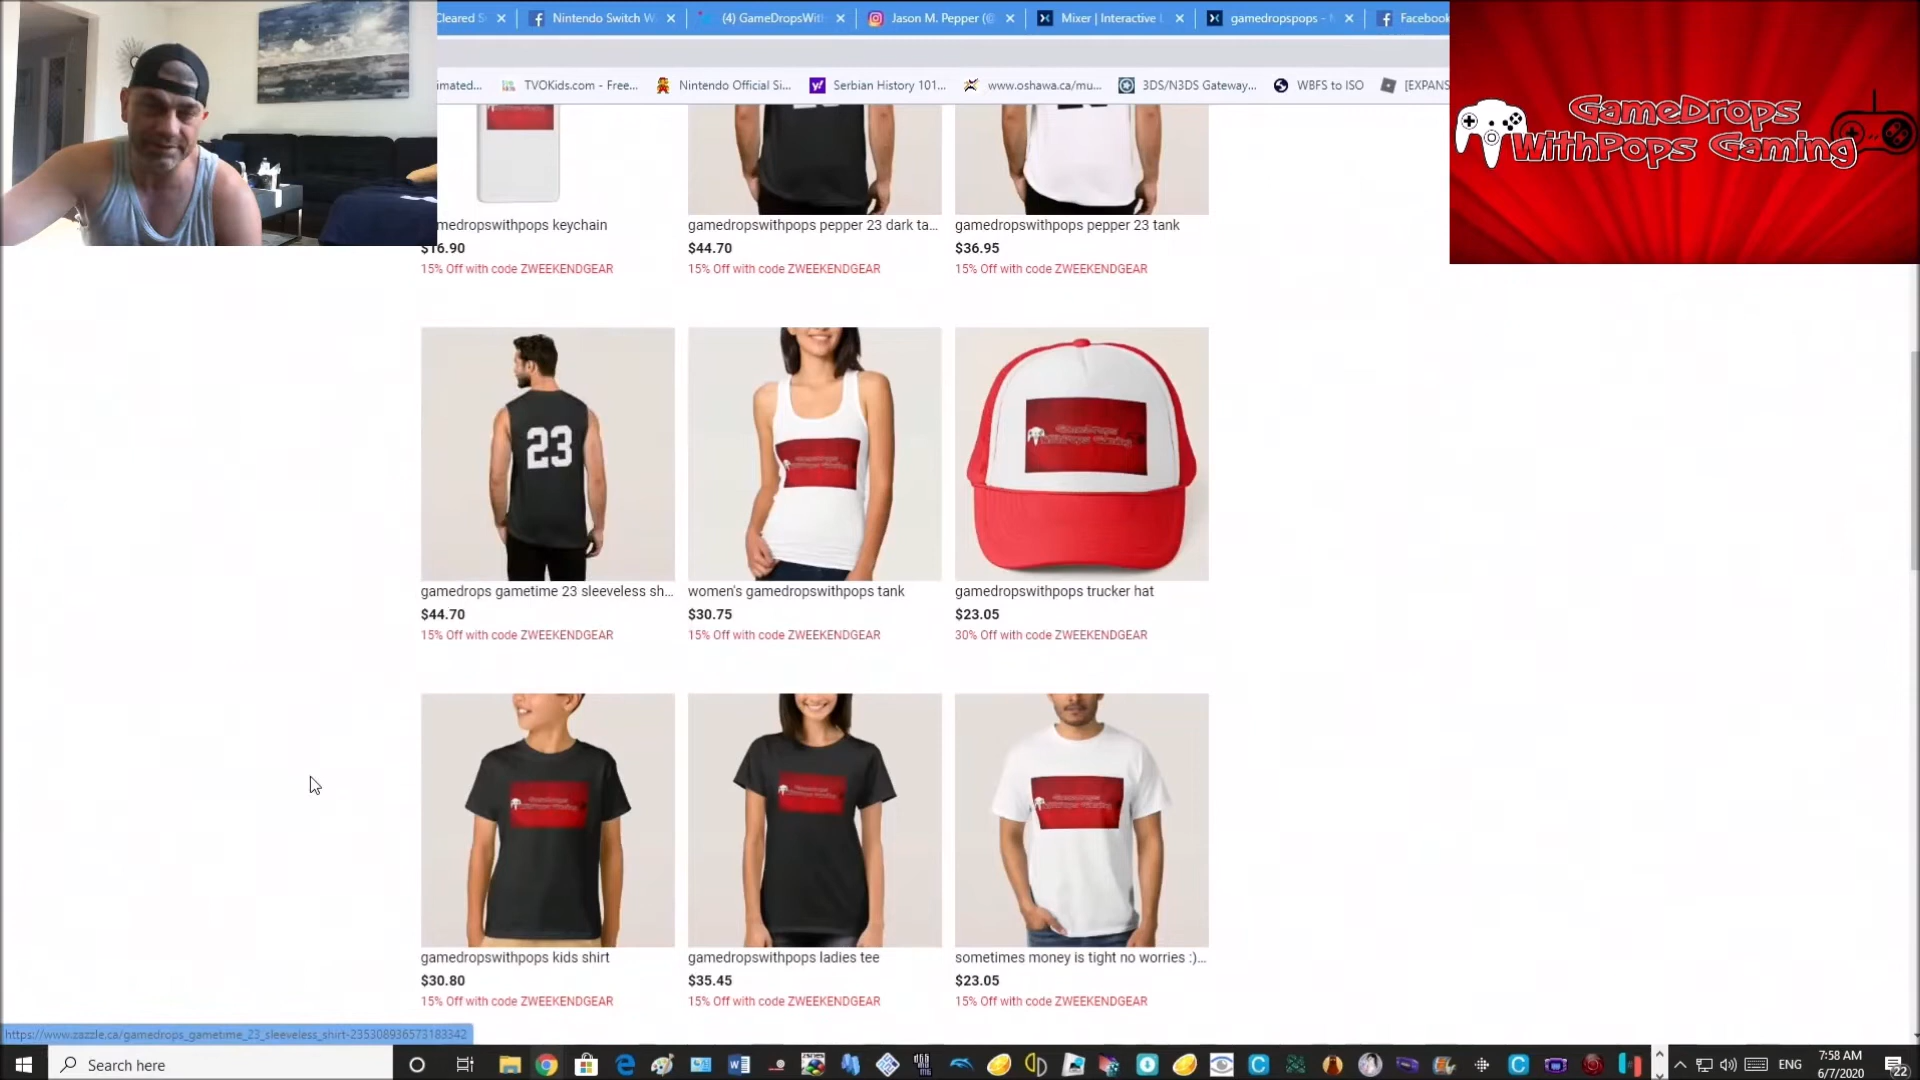 Cleared S
Nintendo Switch W
(4) GameDropsWith
Jason M. Pepper (@
Mixer | Interactive L
gamedropspops -
Facebook
imated...
TVOKids.com - Free...
Nintendo Official Si...
Serbian History 101...
www.oshawa.ca/mu...
3DS/N3DS Gateway...
WBFS to ISO
[EXPANS
GameDrops
WithPops Gaming
medropswithpops keychain
$16.90
15% Off with code ZWEEKENDGEAR
gamedropswithpops pepper 23 dark ta...
$44.70
15% Off with code ZWEEKENDGEAR
gamedropswithpops pepper 23 tank
$36.95
15% Off with code ZWEEKENDGEAR
23
gamedrops gametime 23 sleeveless sh...
$44.70
15% Off with code ZWEEKENDGEAR
women's gamedropswithpops tank
$30.75
15% Off with code ZWEEKENDGEAR
GameDrops
WithPops Gaming
gamedropswithpops trucker hat
$23.05
30% Off with code ZWEEKENDGEAR
gamedropswithpops kids shirt
$30.80
15% Off with code ZWEEKENDGEAR
gamedropswithpops ladies tee
$35.45
15% Off with code ZWEEKENDGEAR
sometimes money is tight no worries :)...
$23.05
15% Off with code ZWEEKENDGEAR
https://www.zazzle.ca/gamedrops_gametime_23_sleeveless_shirt-235308936573183342
Search here
ENG
7:58 AM
6/7/2020
22